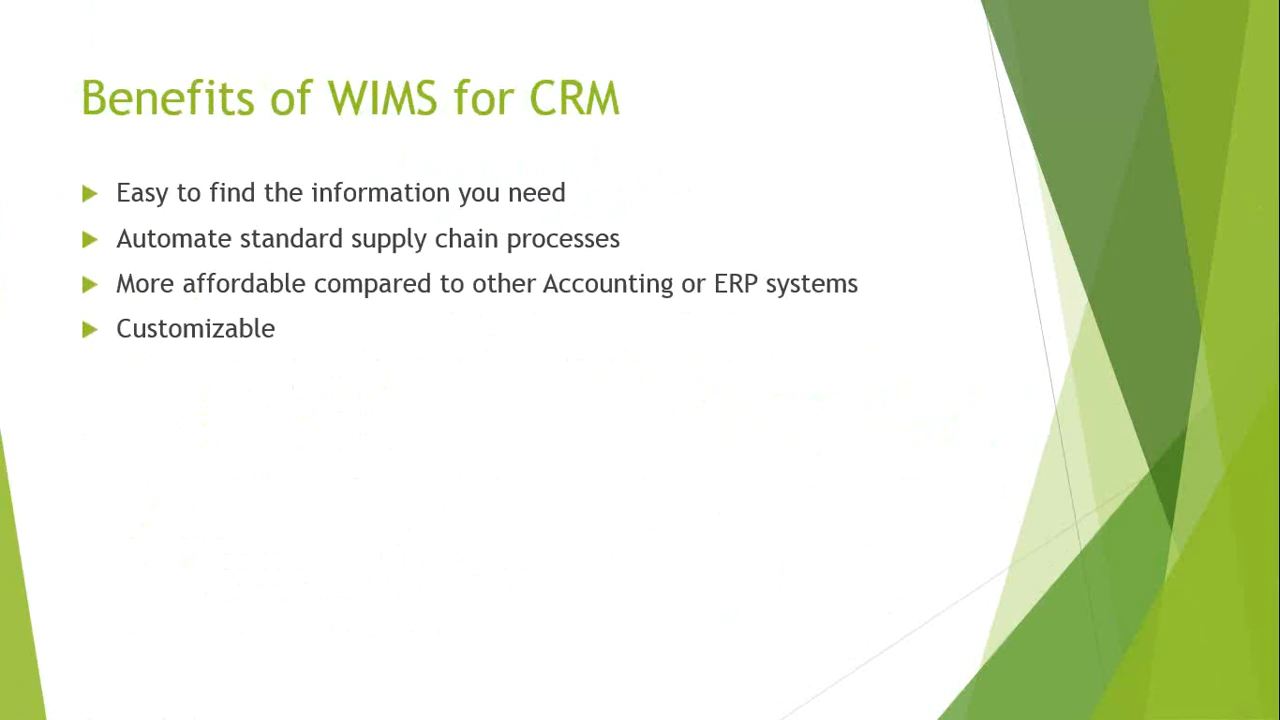 Benefits of WIMS for CRM
Easy to find the information you need
Automate standard supply chain processes
More affordable compared to other Accounting or ERP systems
Customizable